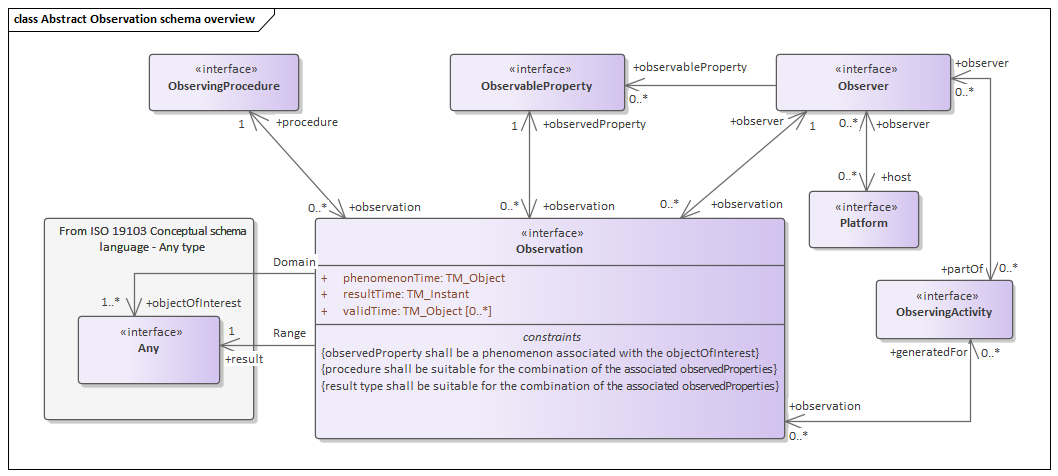 class Abstract Observation schema overview
«interface»
ObservingProcedure
«interface»
ObservableProperty
+observableProperty
0..*
«interface»
Observer
+observer
0..*
1
+procedure
1
+observedProperty
+observer
1
0..*
+observer
0..*
+host
0..*
+observation
0..*
+observation
0..*
+observation
«interface»
Platform
From ISO 19103 Conceptual schema
language - Any type
«interface»
Observation
Domain
+ phenomenonTime: TM_Object
+ resultTime: TM_Instant
+ validTime: TM_Object [0..*]
+partOf
0..*
1..*
+objectOfInterest
«interface»
ObservingActivity
«interface»
Any
1
Range
+result
constraints
{observedProperty shall be a phenomenon associated with the objectOfInterest}
{procedure shall be suitable for the combination of the associated observedProperties}
{result type shall be suitable for the combination of the associated observedProperties}
+generatedFor
0..*
+observation
0..*